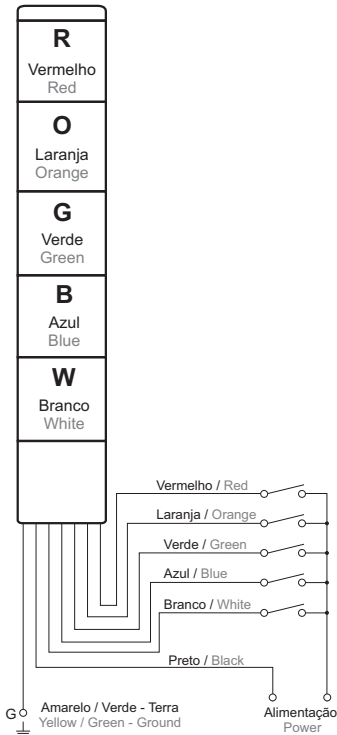 R
Vermelho
Red
O
Laranja
Orange
G
Verde
Green
B
Azul
Blue
W
Branco
White
Vermelho / Red
Laranja / Orange
Verde / Green
Azul / Blue
Branco / White
Preto / Black
G
Amarelo / Verde - Terra
Yellow / Green - Ground
Alimentação
Power